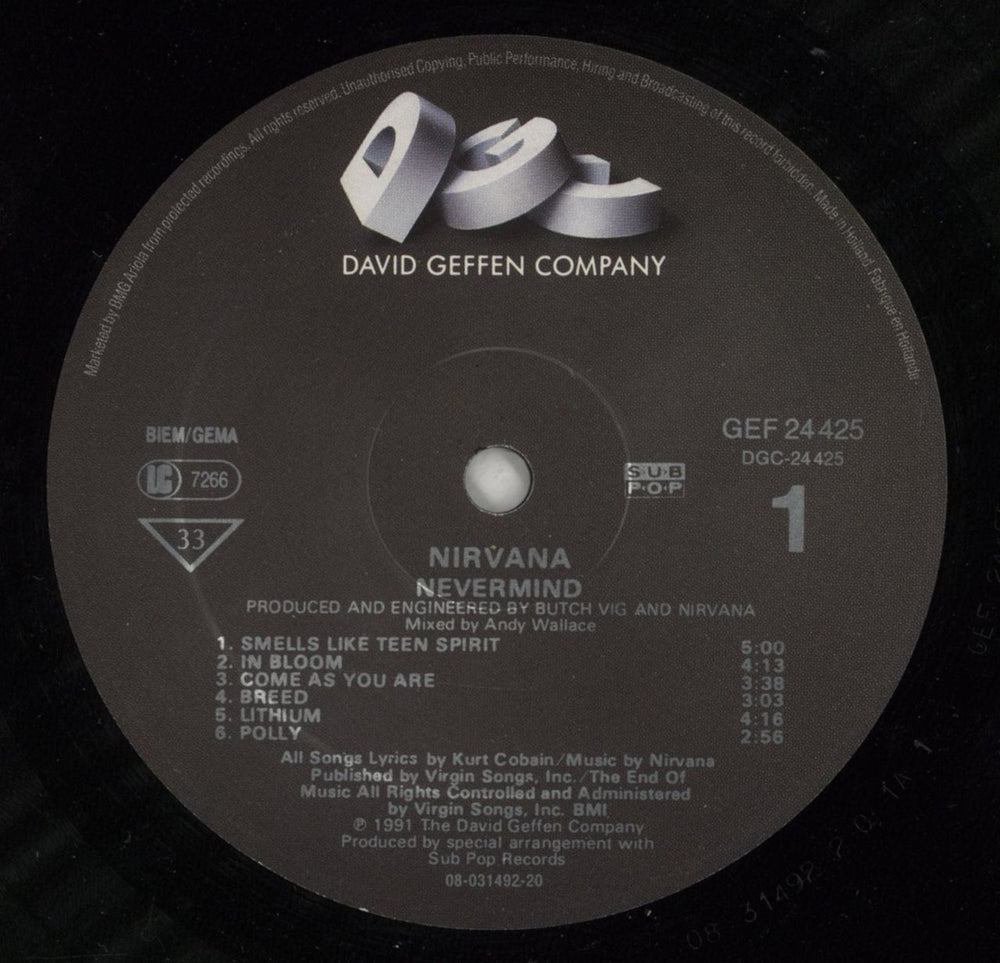 Marketed by BMG Ariola from protected recordings. All rights reserved. Unauthorised Copying, Public Performance, Hiring and Broadcasting of this record forbidden. Made in Holland. Fabriqué en Hollande
DGC
DAVID GEFFEN COMPANY
BIEM/GEMA
LC 7266
33
SUB
P·O·P
GEF 24425
DGC-24425
1
NIRVANA
NEVERMIND
PRODUCED AND ENGINEERED BY BUTCH VIG AND NIRVANA
Mixed by Andy Wallace
1. SMELLS LIKE TEEN SPIRIT 5:00
2. IN BLOOM 4:13
3. COME AS YOU ARE 3:38
4. BREED 3:03
5. LITHIUM 4:16
6. POLLY 2:56
All Songs Lyrics by Kurt Cobain/Music by Nirvana
Published by Virgin Songs, Inc./The End Of
Music All Rights Controlled and Administered
by Virgin Songs, Inc. BMI
℗ 1991 The David Geffen Company
Produced by special arrangement with
Sub Pop Records
08-031492-20